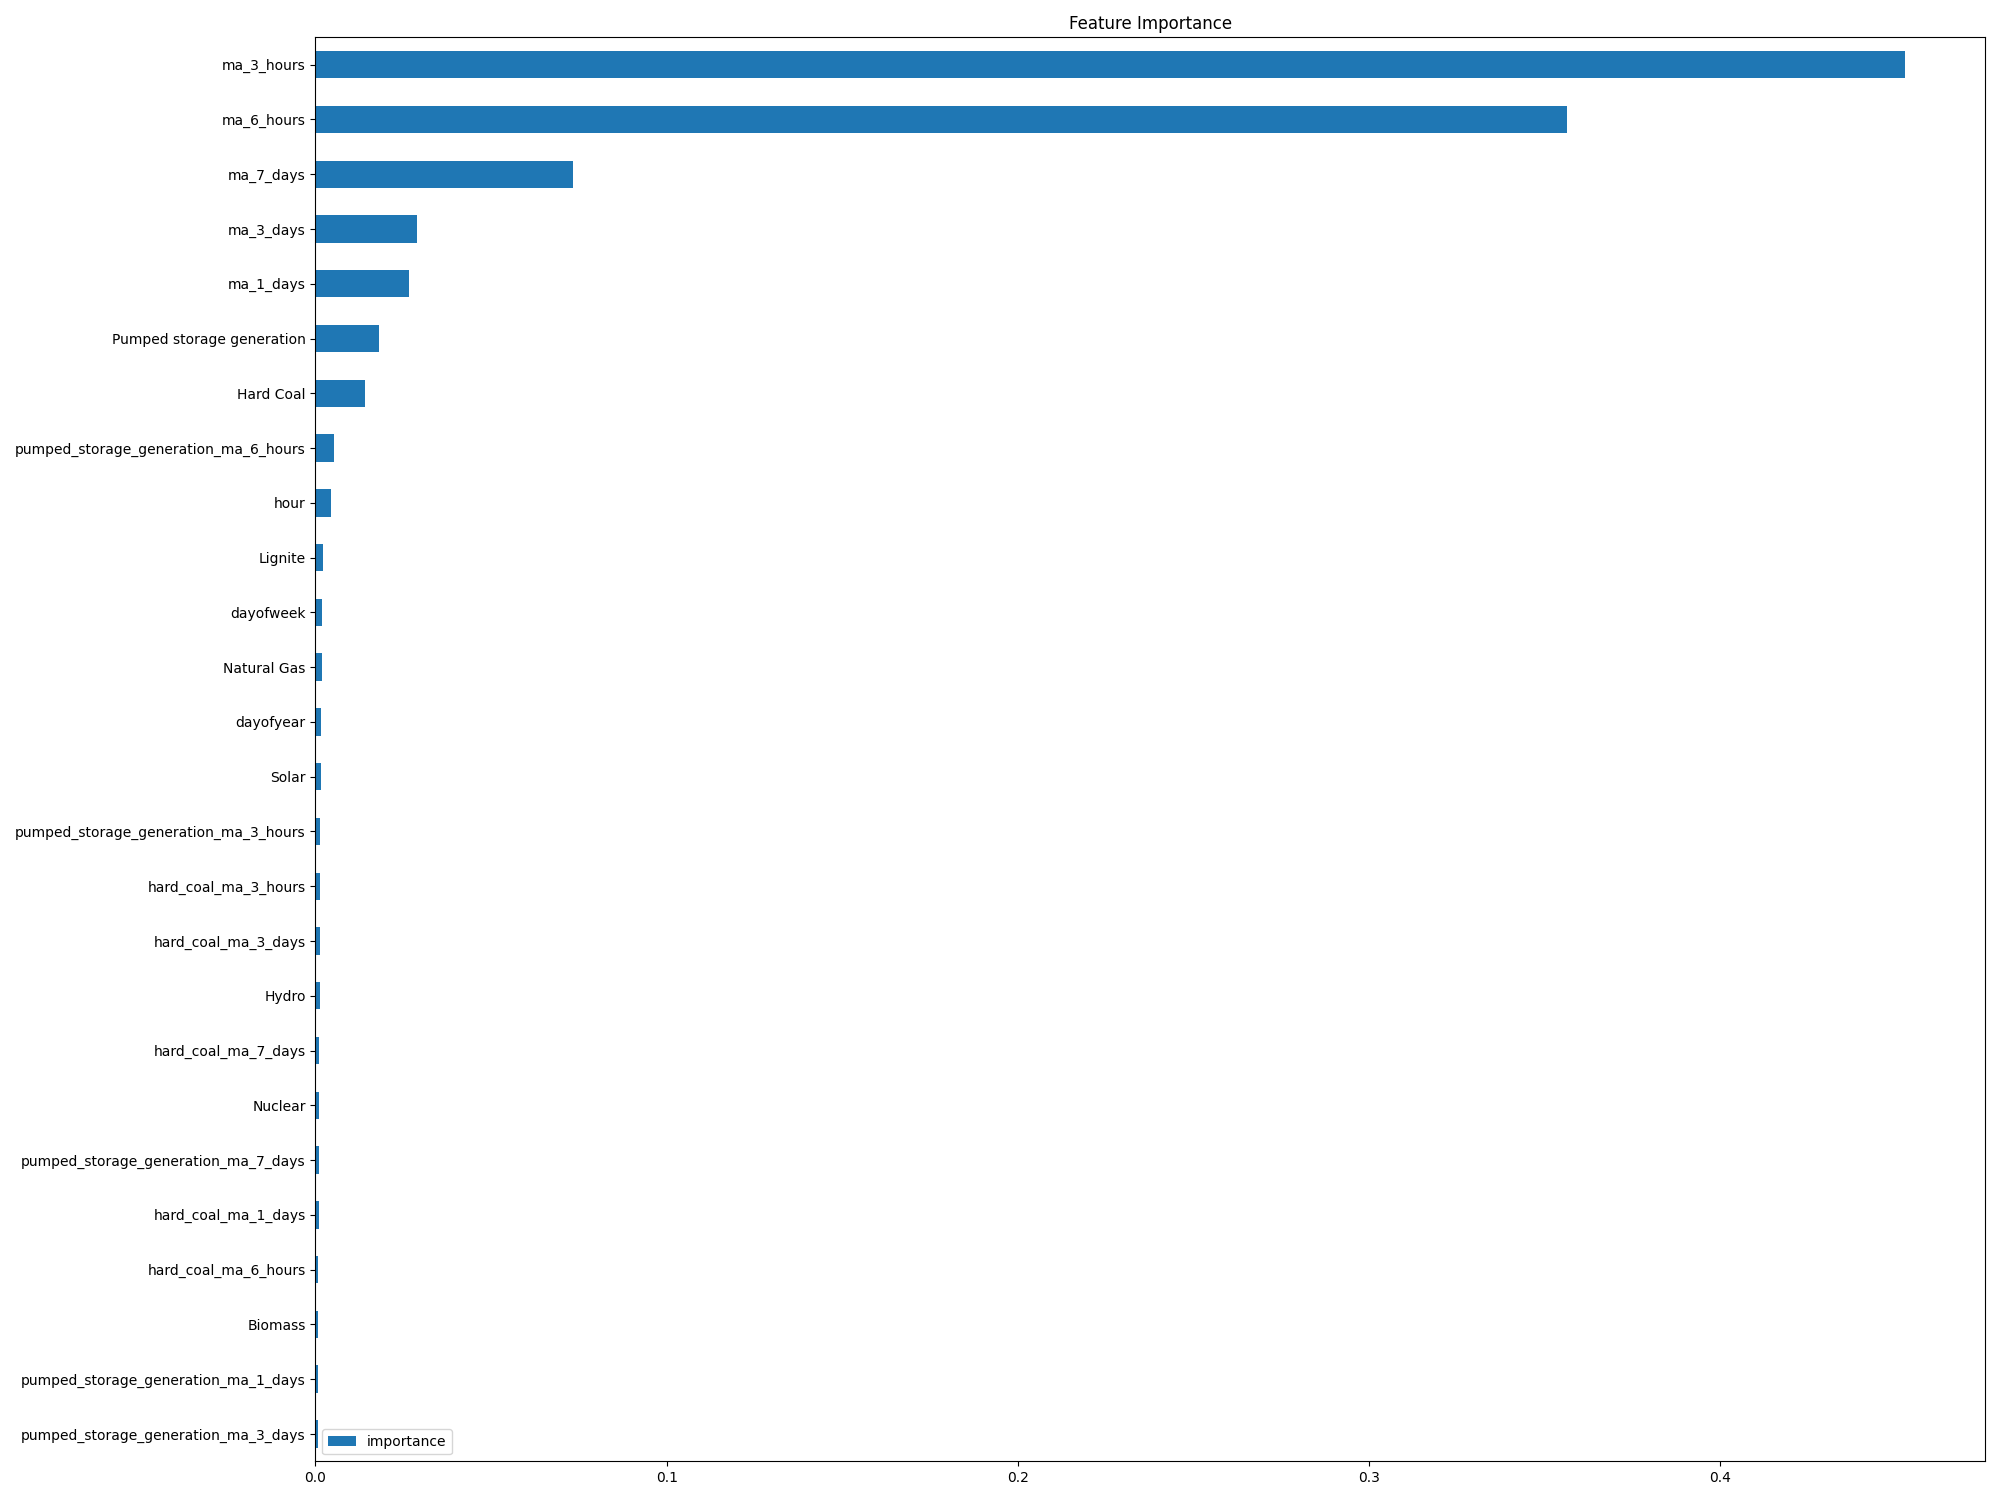 Feature Importance
ma_3_hours
ma_6_hours
ma_7_days
ma_3_days
ma_1_days
Pumped storage generation
Hard Coal
pumped_storage_generation_ma_6_hours
hour
Lignite
dayofweek
Natural Gas
dayofyear
Solar
pumped_storage_generation_ma_3_hours
hard_coal_ma_3_hours
hard_coal_ma_3_days
Hydro
hard_coal_ma_7_days
Nuclear
pumped_storage_generation_ma_7_days
hard_coal_ma_1_days
hard_coal_ma_6_hours
Biomass
pumped_storage_generation_ma_1_days
pumped_storage_generation_ma_3_days
importance
0.0 0.1 0.2 0.3 0.4